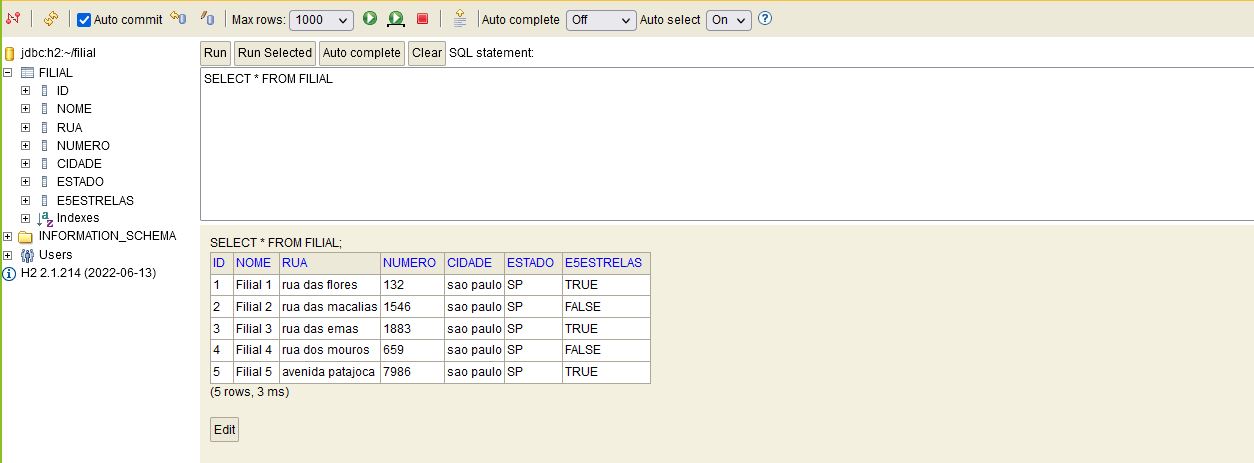 Auto commit Max rows: 1000 Auto complete Off Auto select On
jdbc:h2:~/filial
FILIAL
ID
NOME
RUA
NUMERO
CIDADE
ESTADO
E5ESTRELAS
Indexes
INFORMATION_SCHEMA
Users
H2 2.1.214 (2022-06-13)
Run Run Selected Auto complete Clear SQL statement:
SELECT * FROM FILIAL
SELECT * FROM FILIAL;
ID NOME RUA NUMERO CIDADE ESTADO E5ESTRELAS
1 Filial 1 rua das flores 132 sao paulo SP TRUE
2 Filial 2 rua das macalias 1546 sao paulo SP FALSE
3 Filial 3 rua das emas 1883 sao paulo SP TRUE
4 Filial 4 rua dos mouros 659 sao paulo SP FALSE
5 Filial 5 avenida patajoca 7986 sao paulo SP TRUE
(5 rows, 3 ms)
Edit